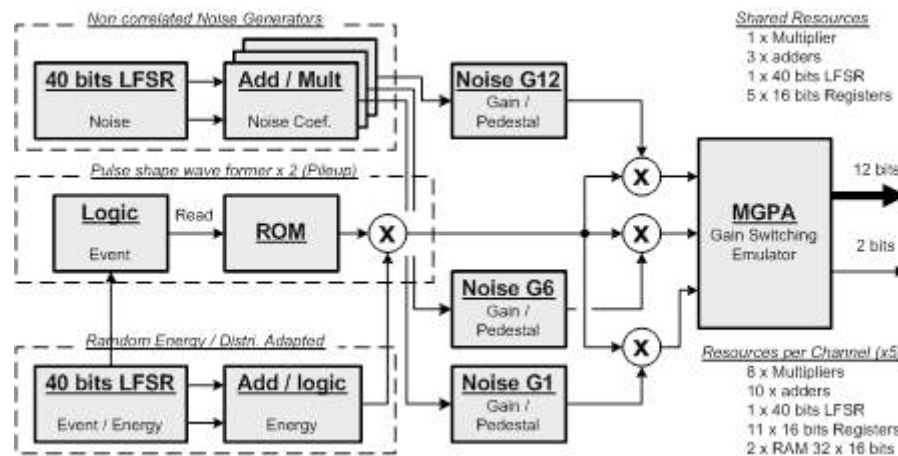 Non correlated Noise Generators
40 bits LFSR
Noise
Add / Mult
Noise Coef.
Noise G12
Gain /
Pedestal
Shared Resources
1 x Multiplier
3 x adders
1 x 40 bits LFSR
5 x 16 bits Registers
Pulse shape wave former x 2 (Pileup)
Logic
Event
Read
ROM
X
X
X
X
MGPA
Gain Switching
Emulator
12 bits
2 bits
Noise G6
Gain /
Pedestal
Ramdom Energy / Distri. Adapted
40 bits LFSR
Event / Energy
Add / logic
Energy
Noise G1
Gain /
Pedestal
Resources per Channel (x5)
6 x Multipliers
10 x adders
1 x 40 bits LFSR
11 x 16 bits Registers
2 x RAM 32 x 16 bits